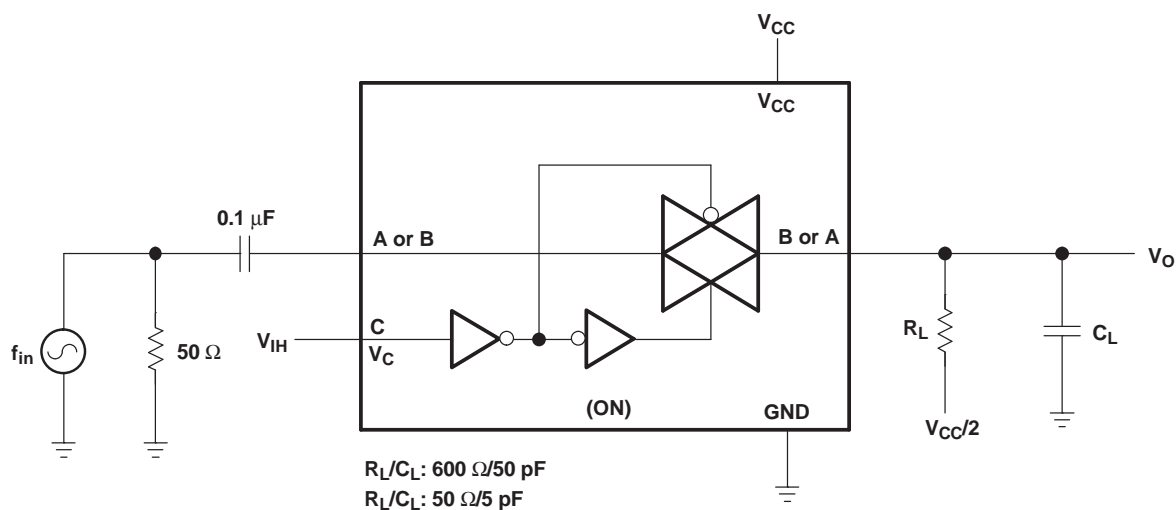 VCC
VCC
0.1 μF
A or B
B or A
VO
fin
50 Ω
VIH
C
VC
RL
CL
(ON)
GND
VCC/2
RL/CL: 600 Ω/50 pF
RL/CL: 50 Ω/5 pF